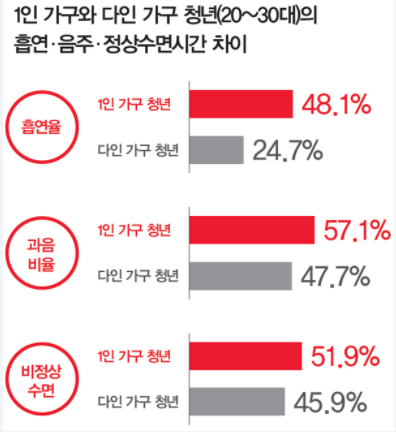 1인 가구와 다인 가구 청년(20~30대)의
흡연·음주·정상수면시간 차이
흡연율
1인 가구 청년 48.1%
다인 가구 청년 24.7%
과음
비율
1인 가구 청년 57.1%
다인 가구 청년 47.7%
비정상
수면
1인 가구 청년 51.9%
다인 가구 청년 45.9%